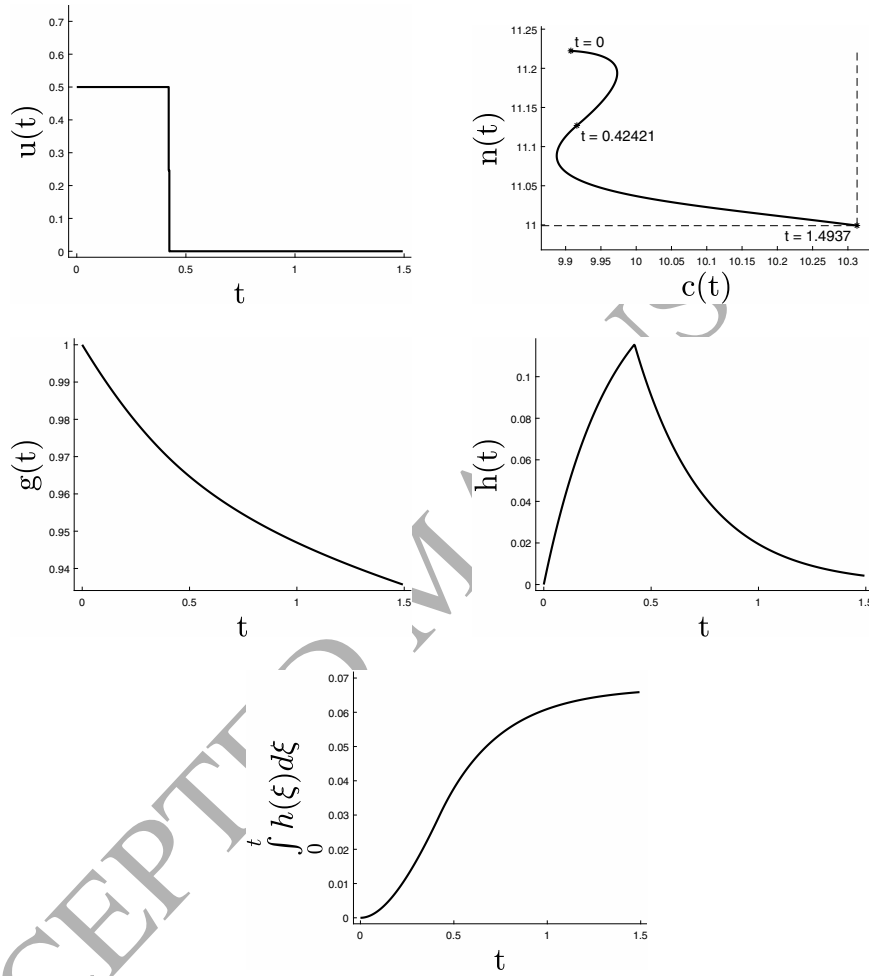 0.7
0.6
0.5
0.4
0.3
0.2
0.1
0
u(t)
0 0.5 1 1.5
t
11.25
11.2
11.15
11.1
11.05
11
n(t)
t = 0
t = 0.42421
t = 1.4937
9.9 9.95 10 10.05 10.1 10.15 10.2 10.25 10.3
c(t)
1
0.99
0.98
0.97
0.96
0.95
0.94
g(t)
0 0.5 1 1.5
t
0.1
0.08
0.06
0.04
0.02
0
h(t)
0 0.5 1 1.5
t
0.07
0.06
0.05
0.04
0.03
0.02
0.01
0
∫₀ᵗ h(ξ)dξ
0 0.5 1 1.5
t
CEPTED MA US